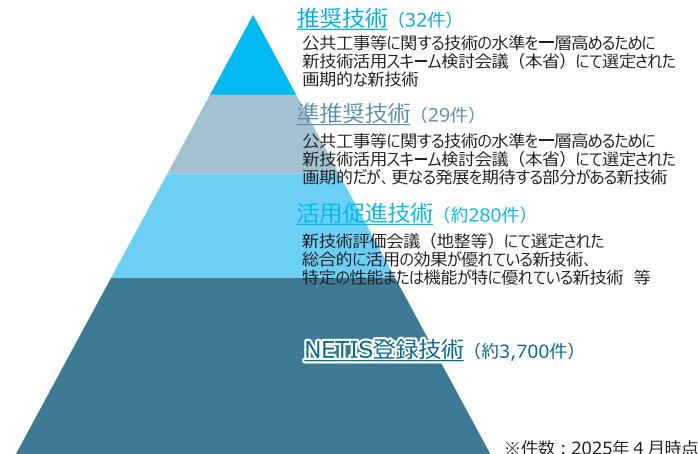 推奨技術（32件）
公共工事等に関する技術の水準を一層高めるために
新技術活用スキーム検討会議（本省）にて選定された
画期的な新技術
準推奨技術（29件）
公共工事等に関する技術の水準を一層高めるために
新技術活用スキーム検討会議（本省）にて選定された
画期的だが、更なる発展を期待する部分がある新技術
活用促進技術（約280件）
新技術評価会議（地整等）にて選定された
総合的に活用の効果が優れている新技術、
特定の性能または機能が特に優れている新技術 等
NETIS登録技術（約3,700件）
※件数：2025年４月時点